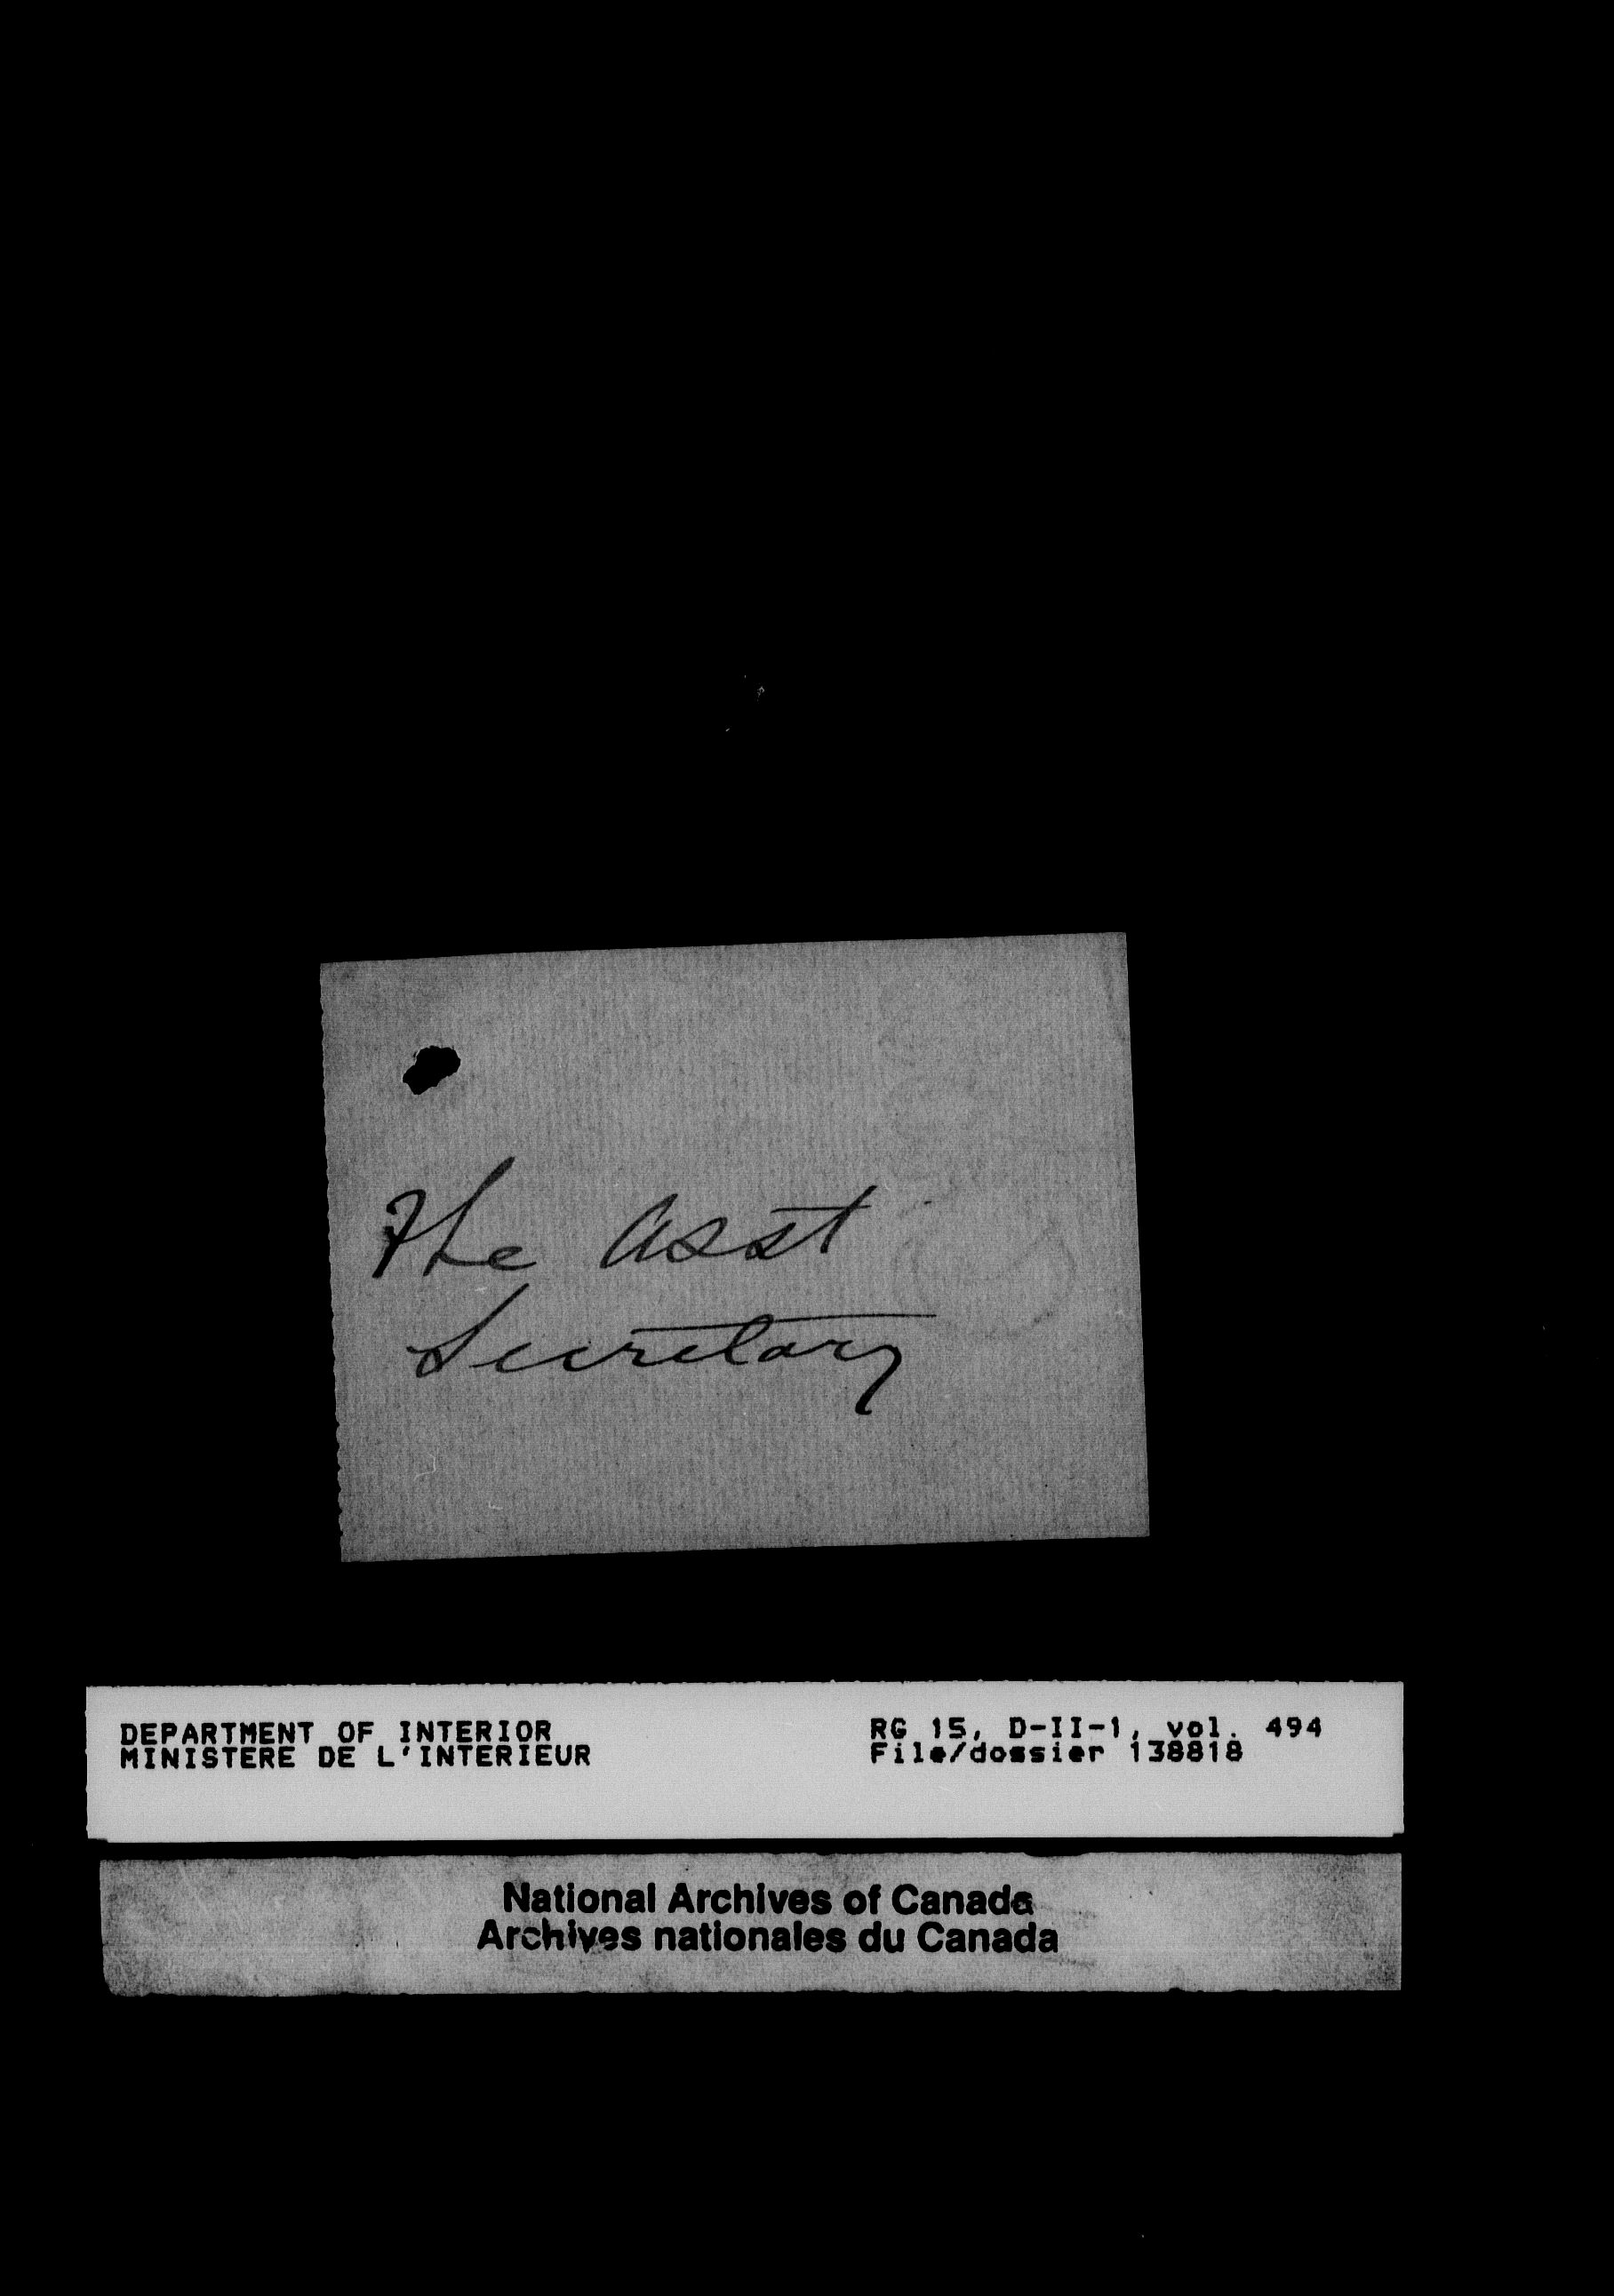 The Asst
Secretary
DEPARTMENT OF INTERIOR
MINISTERE DE L'INTERIEUR
RG 15, D-II-1, vol. 494
File/dossier 138818
National Archives of Canada
Archives nationales du Canada